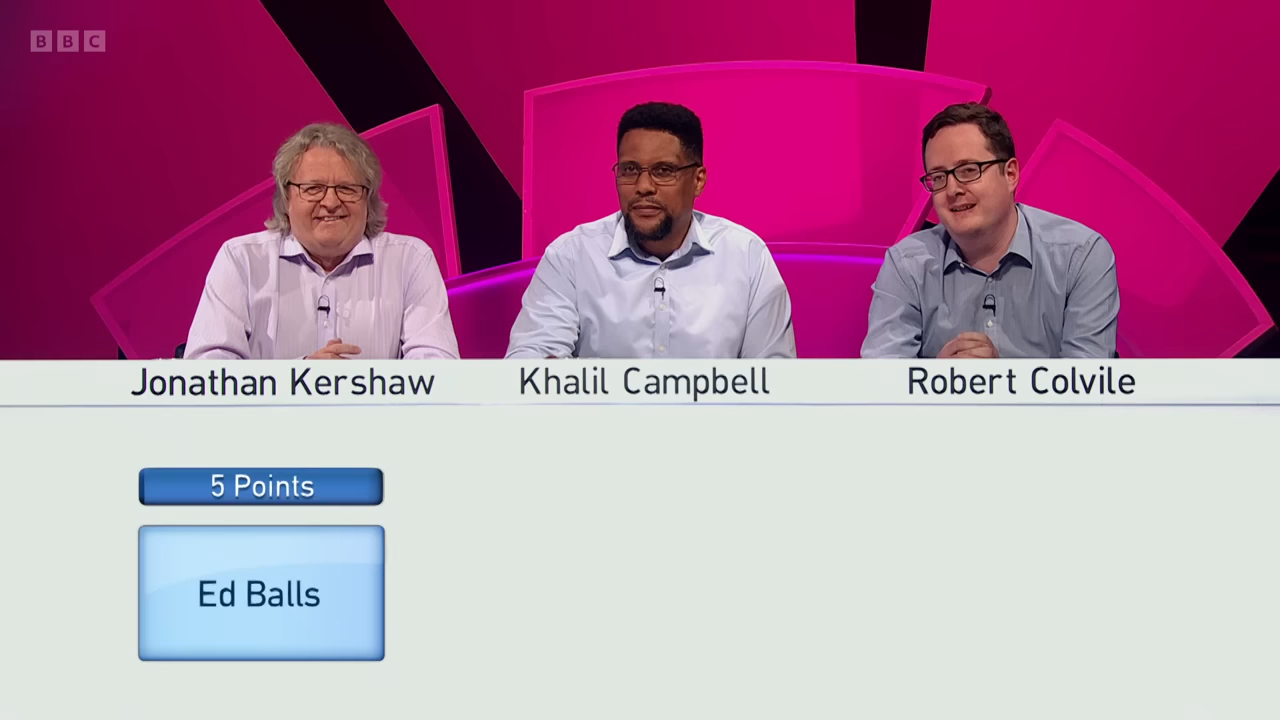 BBC
Jonathan Kershaw
Khalil Campbell
Robert Colvile
5 Points
Ed Balls